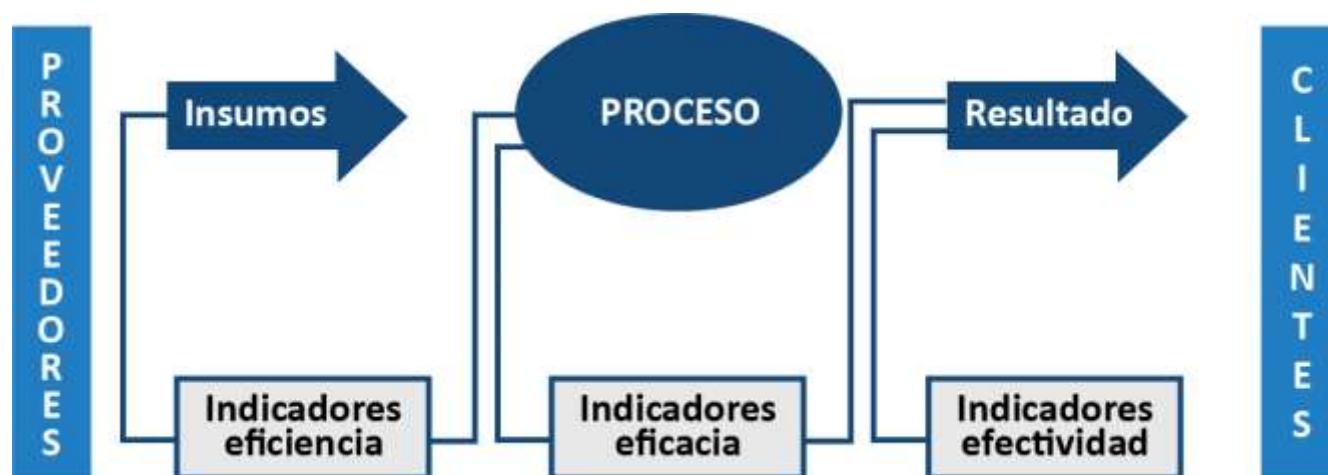 PROVEEDORES
Insumos
PROCESO
Resultado
CLIENTES
Indicadores
eficiencia
Indicadores
eficacia
Indicadores
efectividad